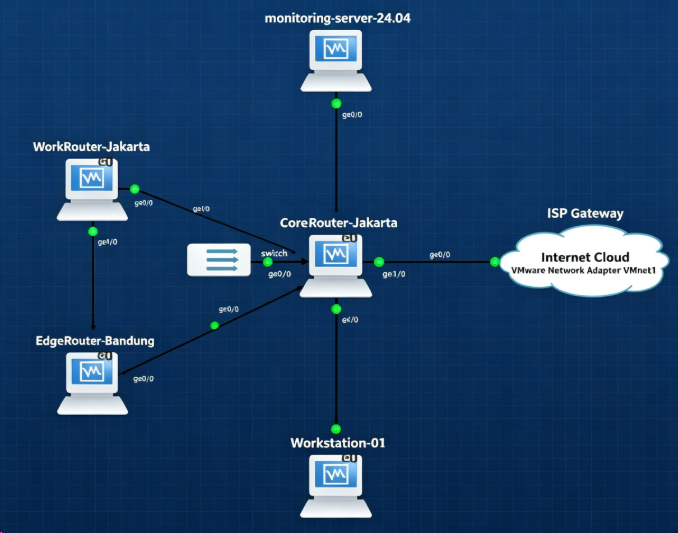 monitoring-server-24.04
ge0/0
WorkRouter-Jakarta
ge0/0
ge1/0
CoreRouter-Jakarta
ISP Gateway
ge4/0
switch
ge0/0
ge1/0
ge0/0
Internet Cloud
VMware Network Adapter VMnet1
ge0/0
EdgeRouter-Bandung
ge0/0
Workstation-01